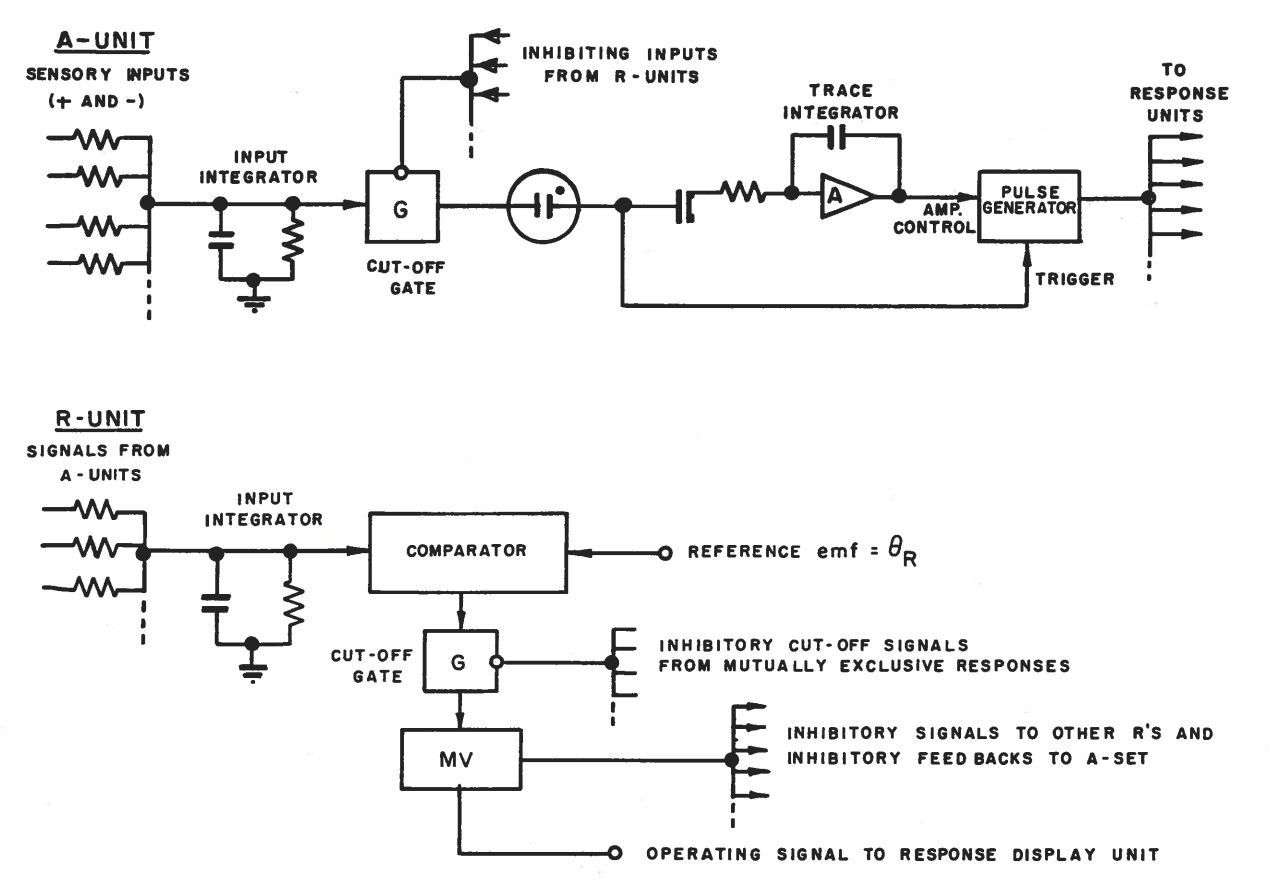 A-UNIT
SENSORY INPUTS
(+ AND -)
INPUT
INTEGRATOR
G
CUT-OFF
GATE
INHIBITING INPUTS
FROM R-UNITS
TRACE
INTEGRATOR
A
AMP.
CONTROL
PULSE
GENERATOR
TRIGGER
TO
RESPONSE
UNITS
R-UNIT
SIGNALS FROM
A-UNITS
INPUT
INTEGRATOR
COMPARATOR
REFERENCE emf = θR
CUT-OFF
GATE
G
INHIBITORY CUT-OFF SIGNALS
FROM MUTUALLY EXCLUSIVE RESPONSES
MV
INHIBITORY SIGNALS TO OTHER R'S AND
INHIBITORY FEEDBACKS TO A-SET
OPERATING SIGNAL TO RESPONSE DISPLAY UNIT